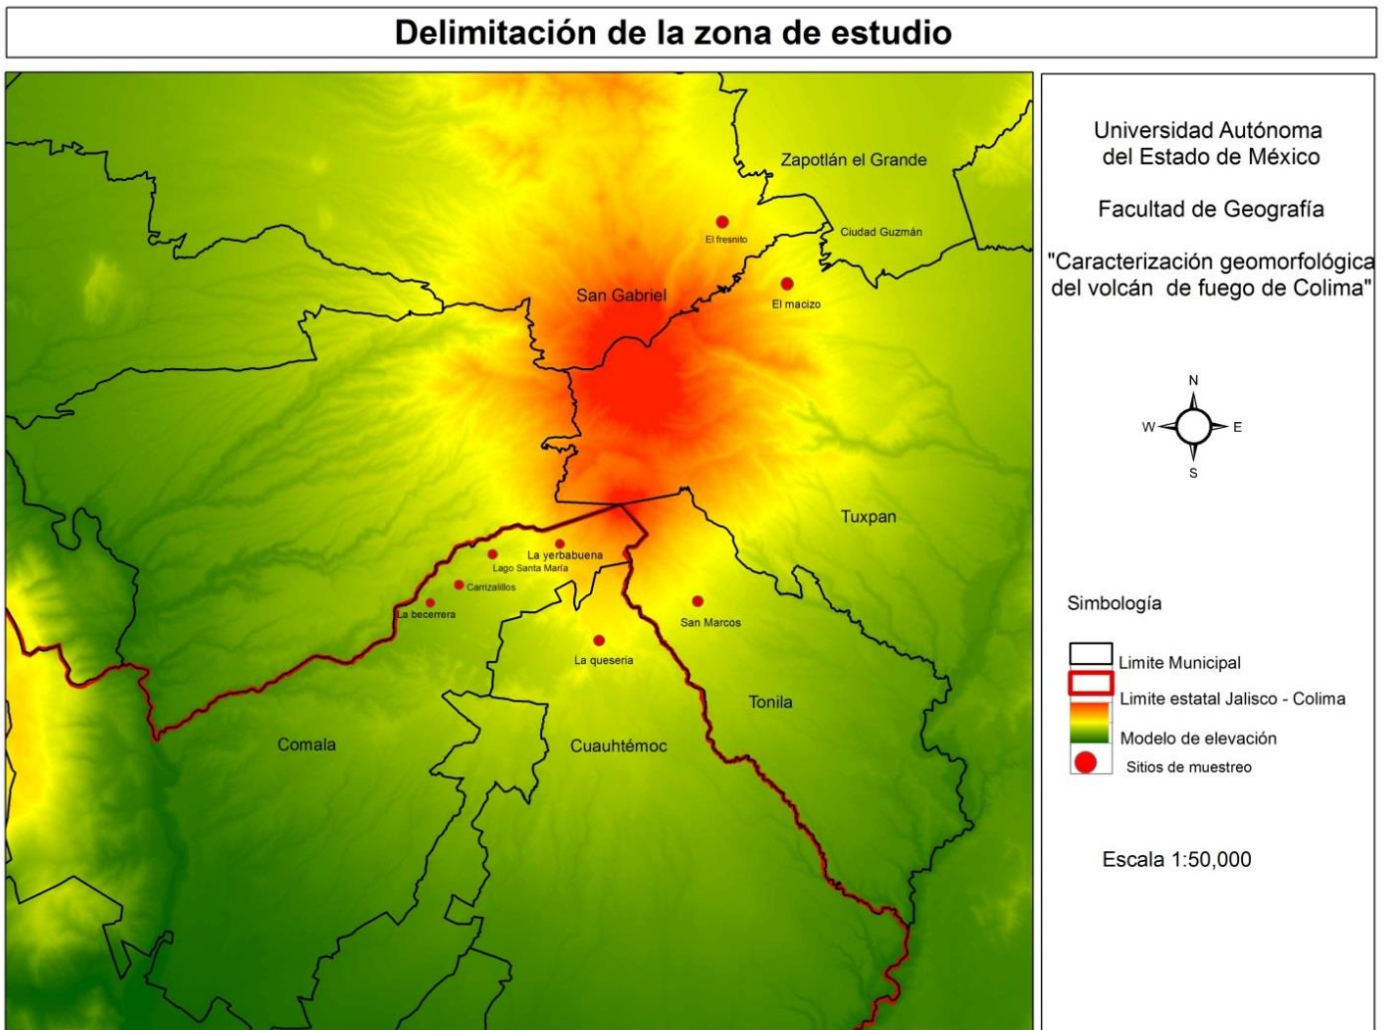 Delimitación de la zona de estudio
Zapotlán el Grande
El fresnito
Ciudad Guzmán
San Gabriel
El macizo
Tuxpan
La yerbabuena
Lago Santa María
Carrizalillos
La becerrera
San Marcos
La quesería
Tonila
Comala
Cuauhtémoc
Universidad Autónoma
del Estado de México
Facultad de Geografía
"Caracterización geomorfológica
del volcán de fuego de Colima"
N
W
E
S
Simbología
Limite Municipal
Limite estatal Jalisco - Colima
Modelo de elevación
Sitios de muestreo
Escala 1:50,000